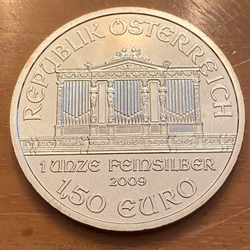 REPUBLIK ÖSTERREICH
1 UNZE FEINSILBER
2009
1,50 EURO